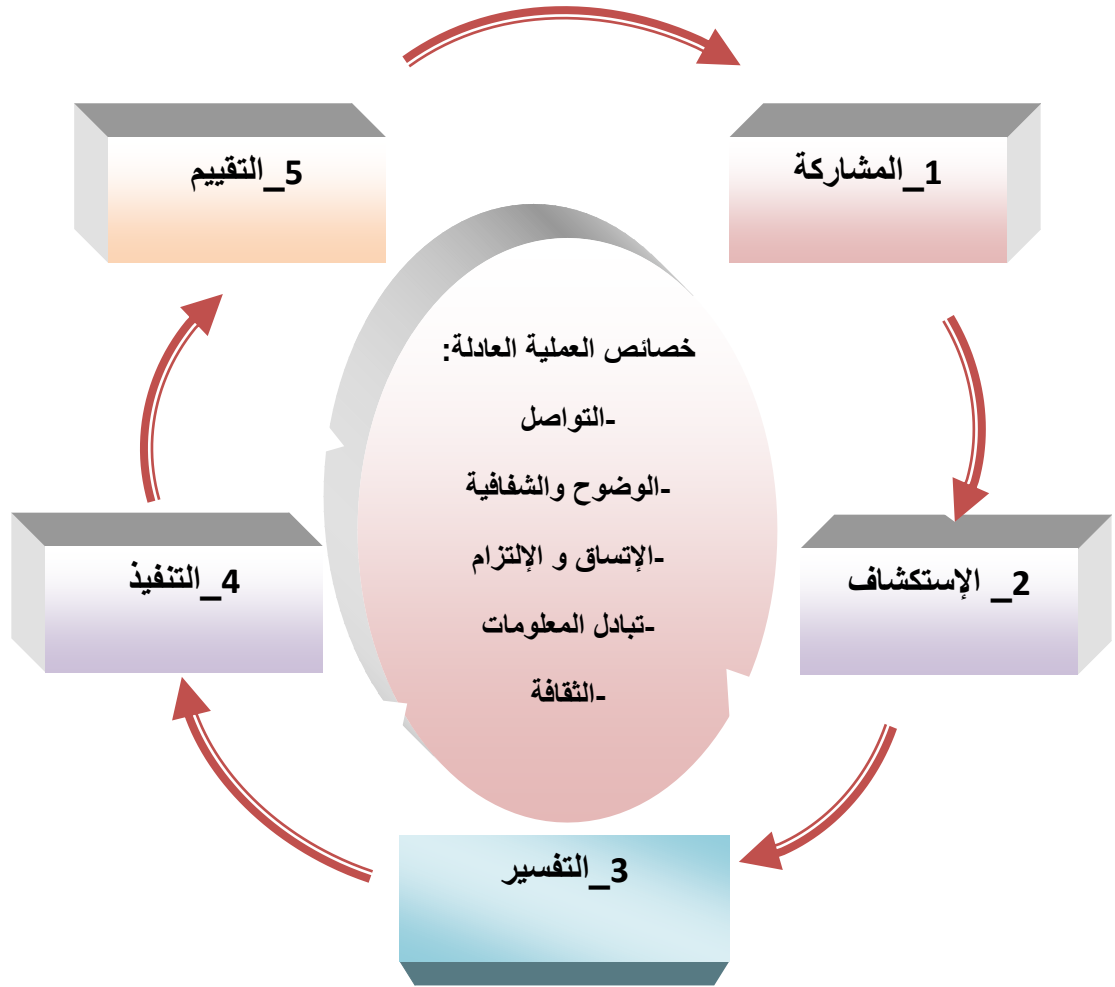 1_المشاركة
2_ الإستكشاف
3_التفسير
4_التنفيذ
5_التقييم
خصائص العملية العادلة:
-التواصل
-الوضوح والشفافية
-الإتساق و الإلتزام
-تبادل المعلومات
-الثقافة